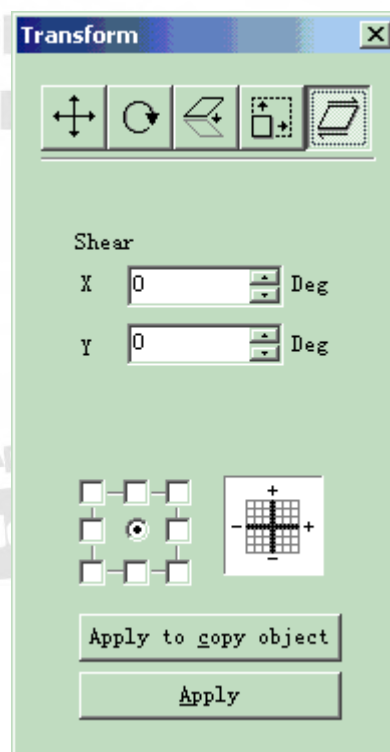 Transform
Shear
X 0 Deg
Y 0 Deg
+
- +
-
Apply to copy object
Apply